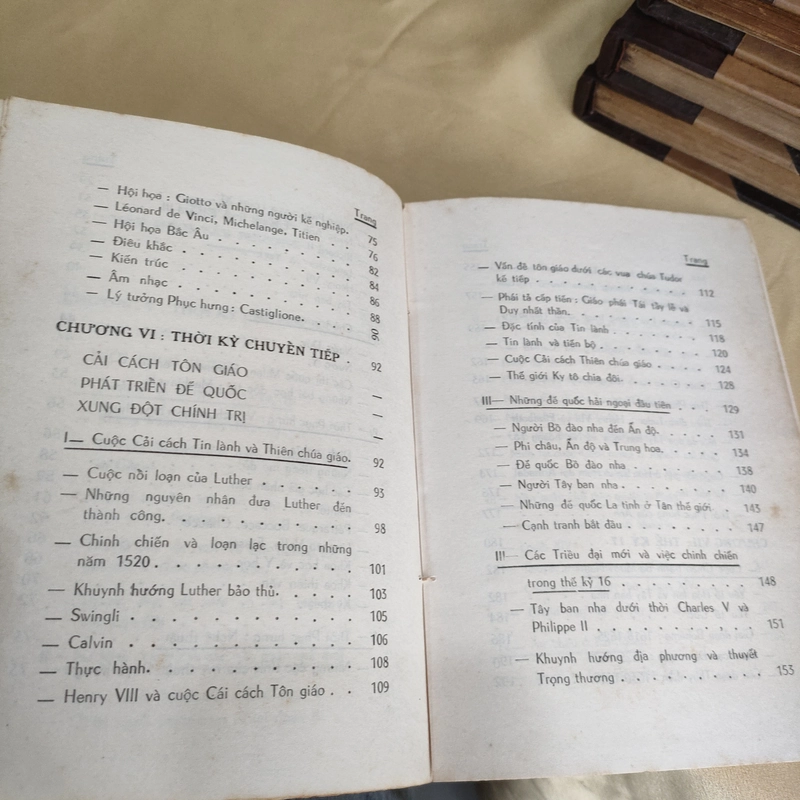 Trang
— Hội họa : Giotto và những người kế nghiệp. 75
— Léonard de Vinci, Michelange, Titien . . 76
— Hội họa Bắc Âu . . . . . . . 82
— Điêu khắc . . . . . . . . . 84
— Kiến trúc . . . . . . . . . 86
— Âm nhạc . . . . . . . . . 88
— Lý tưởng Phục hưng : Castiglione. . . . 90
CHƯƠNG VI : THỜI KỲ CHUYỂN TIẾP . 92
CẢI CÁCH TÔN GIÁO —
PHÁT TRIỂN ĐẾ QUỐC —
XUNG ĐỘT CHÍNH TRỊ —
I— Cuộc Cải cách Tin lành và Thiên chúa giáo. 92
— Cuộc nổi loạn của Luther . . . . . . 93
— Những nguyên nhân đưa Luther đến
thành công. . . . . . . . . . 98
— Chinh chiến và loạn lạc trong những
năm 1520 . . . . . . . . . . 101
— Khuynh hướng Luther bảo thủ. . . . . 103
— Swingli . . . . . . . . . . 105
— Calvin . . . . . . . . . . 106
— Thực hành. . . . . . . . . . 108
— Henry VIII và cuộc Cải cách Tôn giáo . . 109
Trang
— Vấn đề tôn giáo dưới các vua chúa Tudor
kế tiếp . . . . . . . . . . 112
— Phái tả cấp tiến : Giáo phái Tái tẩy lễ và
Duy nhất thần. . . . . . . . . 115
— Đặc tính của Tin lành . . . . . . . 118
— Tin lành và tiến bộ . . . . . . . 120
— Cuộc Cải cách Thiên chúa giáo . . . . 124
— Thế giới Ky tô chia đôi. . . . . . . 128
III— Những đế quốc hải ngoại đầu tiên . . . 129
— Người Bồ đào nha đến Ấn độ. . . . . 131
— Phi châu, Ấn độ và Trung hoa. . . . . 134
— Đế quốc Bồ đào nha . . . . . . . 138
— Người Tây ban nha . . . . . . . 140
— Những đế quốc La tinh ở Tân thế giới . . 143
— Cạnh tranh bắt đầu . . . . . . . 147
III— Các Triều đại mới và việc chinh chiến
trong thế kỷ 16 . . . . . . . . 148
— Tây ban nha dưới thời Charles V và
Philippe II . . . . . . . . . . 151
— Khuynh hướng địa phương và thuyết
Trọng thương . . . . . . . . . 153